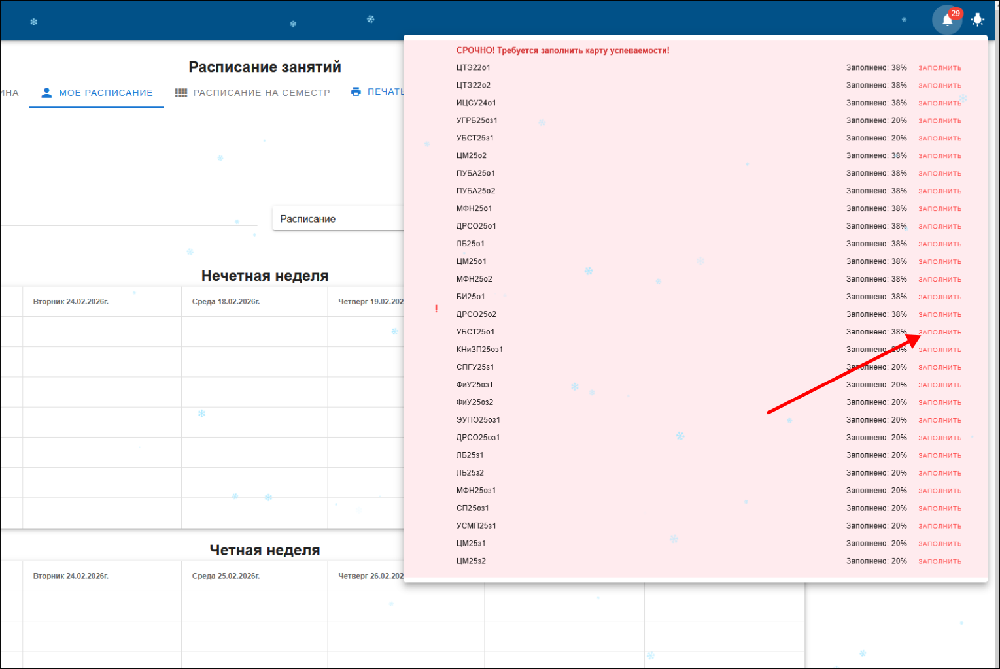 29
Расписание занятий
ИНА МОЕ РАСПИСАНИЕ РАСПИСАНИЕ НА СЕМЕСТР ПЕЧАТЬ
Расписание
Нечетная неделя
Вторник 24.02.2026г. Среда 18.02.2026г. Четверг 19.02.202
Четная неделя
Вторник 24.02.2026г. Среда 25.02.2026г. Четверг 26.02.202
СРОЧНО! Требуется заполнить карту успеваемости!
ЦТЭ22о1 Заполнено: 38% ЗАПОЛНИТЬ
ЦТЭ22о2 Заполнено: 38% ЗАПОЛНИТЬ
ИЦСУ24о1 Заполнено: 38% ЗАПОЛНИТЬ
УГРБ25оз1 Заполнено: 20% ЗАПОЛНИТЬ
УБСТ25з1 Заполнено: 20% ЗАПОЛНИТЬ
ЦМ25о2 Заполнено: 38% ЗАПОЛНИТЬ
ПУБА25о1 Заполнено: 38% ЗАПОЛНИТЬ
ПУБА25о2 Заполнено: 38% ЗАПОЛНИТЬ
МФН25о1 Заполнено: 38% ЗАПОЛНИТЬ
ДРСО25о1 Заполнено: 38% ЗАПОЛНИТЬ
ЛБ25о1 Заполнено: 38% ЗАПОЛНИТЬ
ЦМ25о1 Заполнено: 38% ЗАПОЛНИТЬ
МФН25о2 Заполнено: 38% ЗАПОЛНИТЬ
БИ25о1 Заполнено: 38% ЗАПОЛНИТЬ
! ДРСО25о2 Заполнено: 38% ЗАПОЛНИТЬ
УБСТ25о1 Заполнено: 38% ЗАПОЛНИТЬ
КНиЗП25оз1 Заполнено: 20% ЗАПОЛНИТЬ
СПГУ25з1 Заполнено: 20% ЗАПОЛНИТЬ
ФиУ25оз1 Заполнено: 20% ЗАПОЛНИТЬ
ФиУ25оз2 Заполнено: 20% ЗАПОЛНИТЬ
ЭУПО25оз1 Заполнено: 20% ЗАПОЛНИТЬ
ДРСО25оз1 Заполнено: 20% ЗАПОЛНИТЬ
ЛБ25з1 Заполнено: 20% ЗАПОЛНИТЬ
ЛБ25з2 Заполнено: 20% ЗАПОЛНИТЬ
МФН25оз1 Заполнено: 20% ЗАПОЛНИТЬ
СП25оз1 Заполнено: 20% ЗАПОЛНИТЬ
УСМП25з1 Заполнено: 20% ЗАПОЛНИТЬ
ЦМ25з1 Заполнено: 20% ЗАПОЛНИТЬ
ЦМ25з2 Заполнено: 20% ЗАПОЛНИТЬ